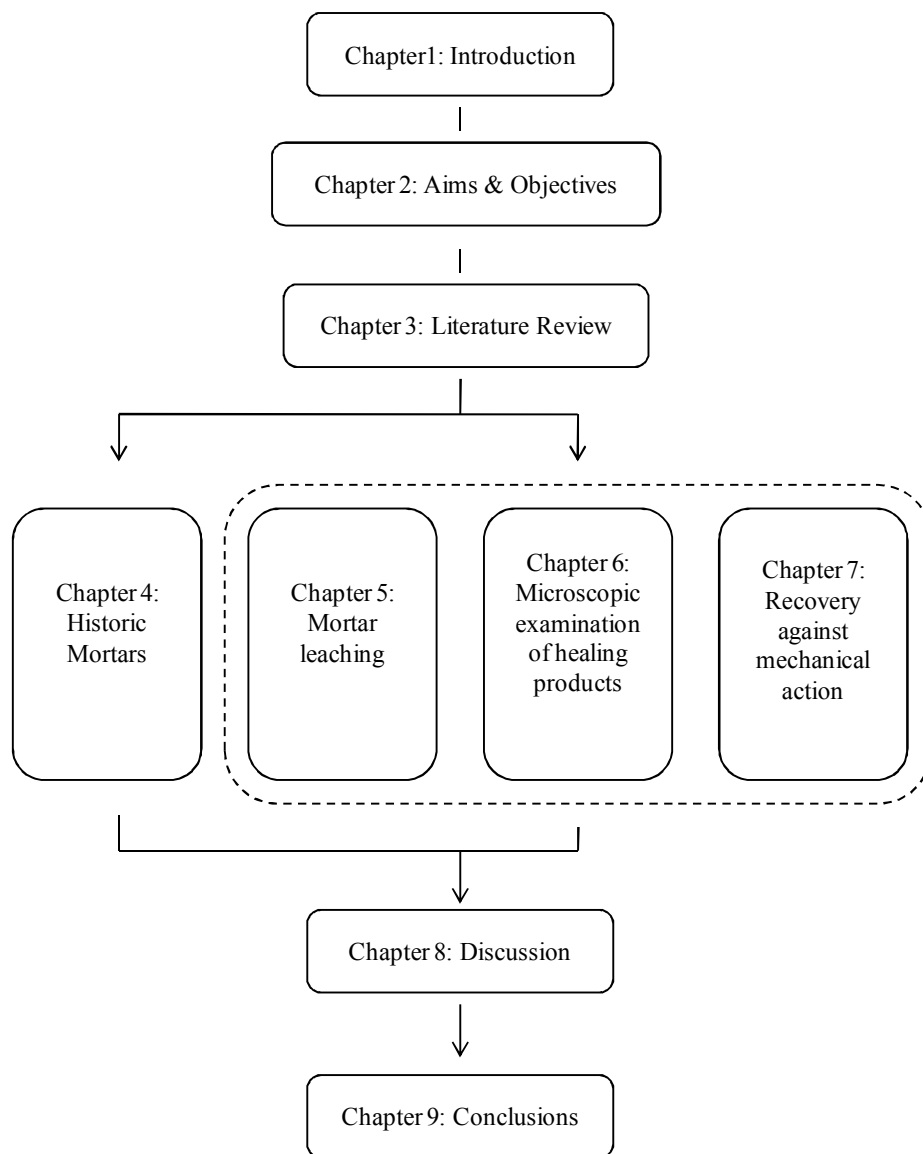 Chapter1: Introduction
Chapter 2: Aims & Objectives
Chapter 3: Literature Review
Chapter 4:
Historic
Mortars
Chapter 5:
Mortar
leaching
Chapter 6:
Microscopic
examination
of healing
products
Chapter 7:
Recovery
against
mechanical
action
Chapter 8: Discussion
Chapter 9: Conclusions